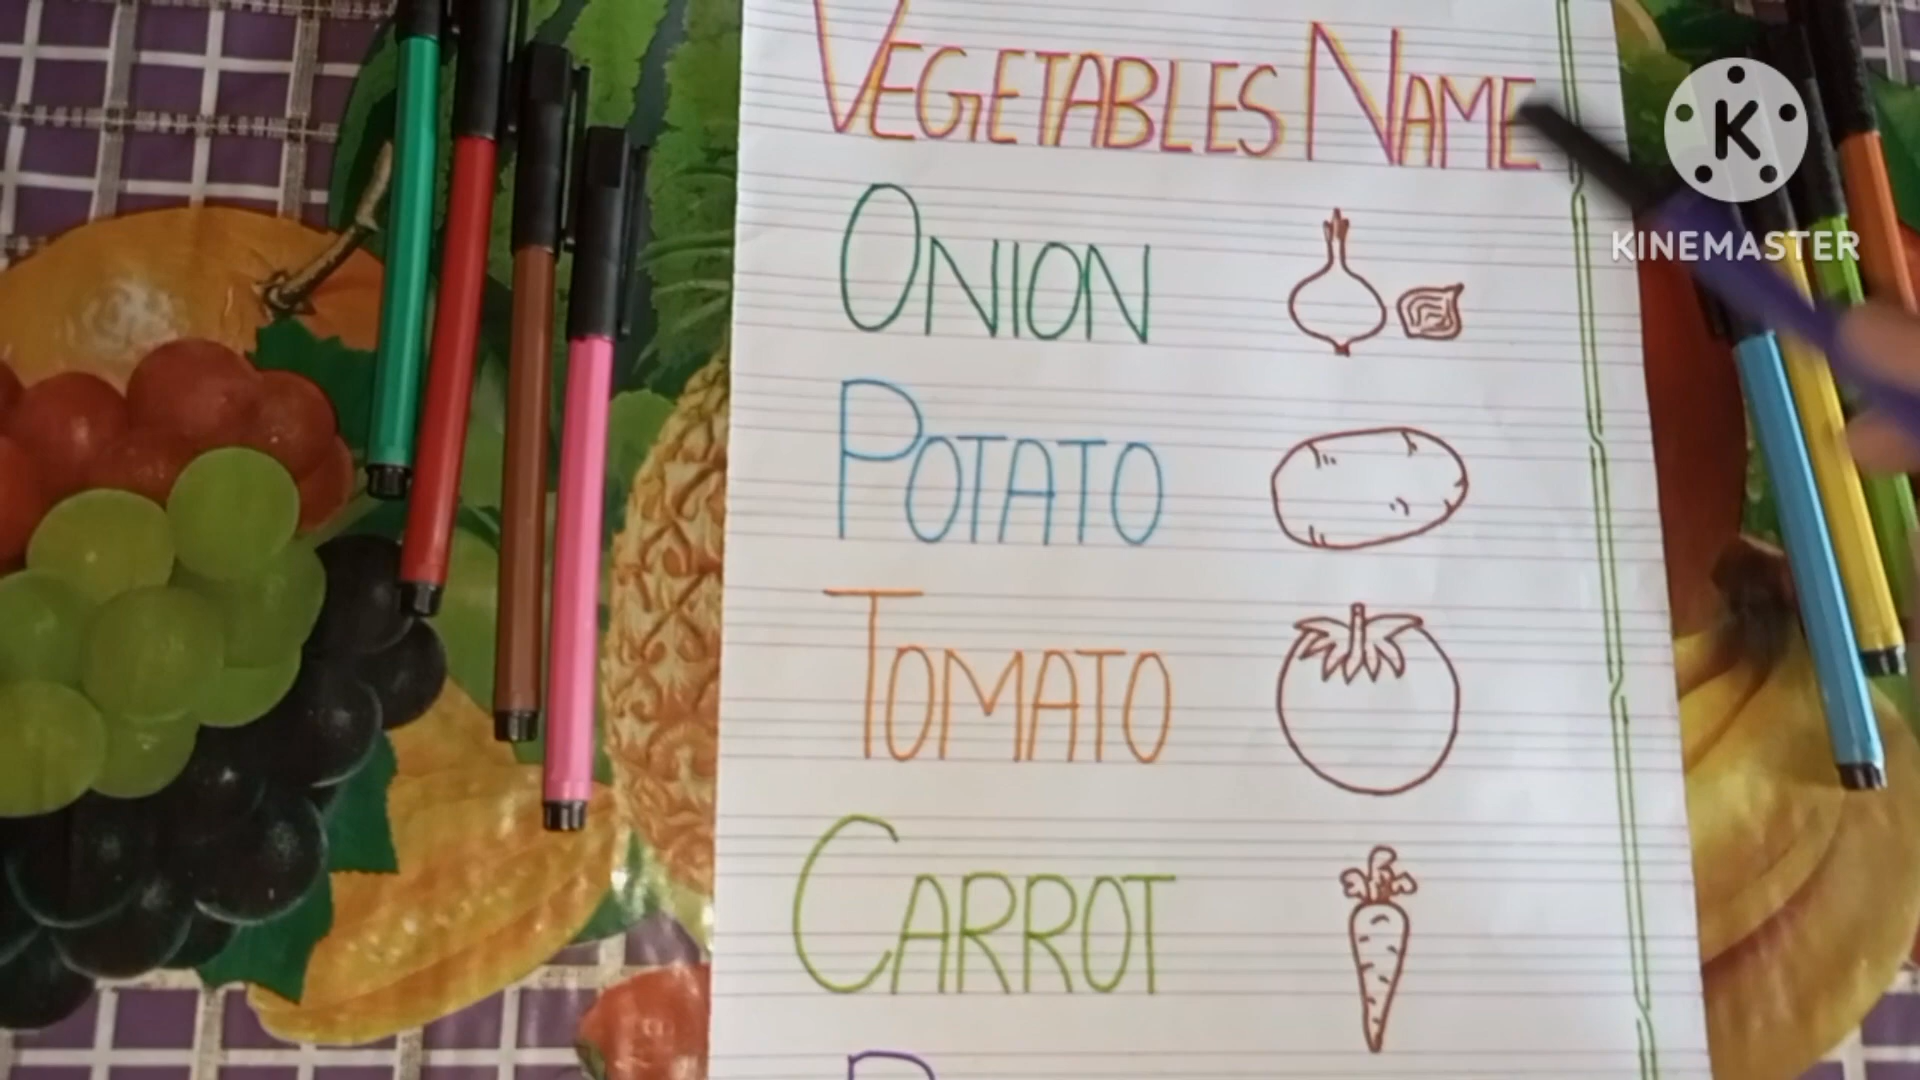 VEGETABLES NAME
K
KINEMASTER
ONION
POTATO
TOMATO
CARROT